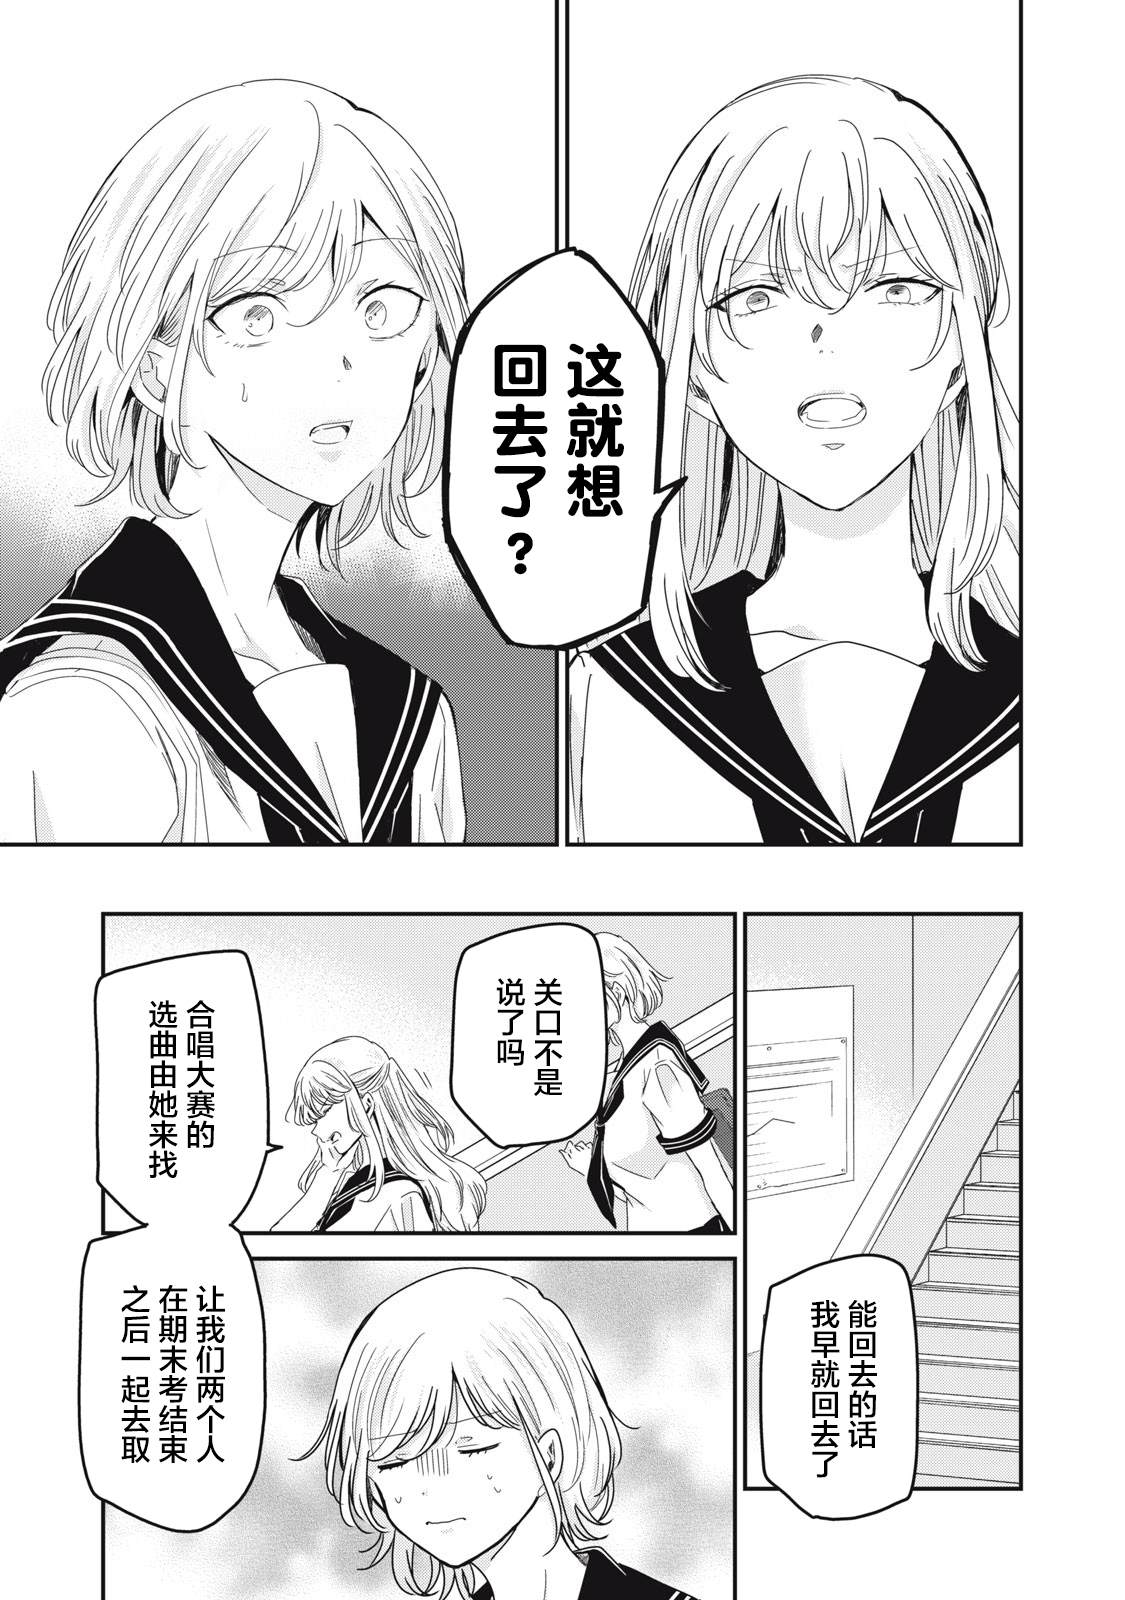 这就想
回去了？
能回去的话
我早就回去了
关口不是
说了吗
合唱大赛的
选曲由她来找
让我们两个人
在期末考结束
之后一起去取